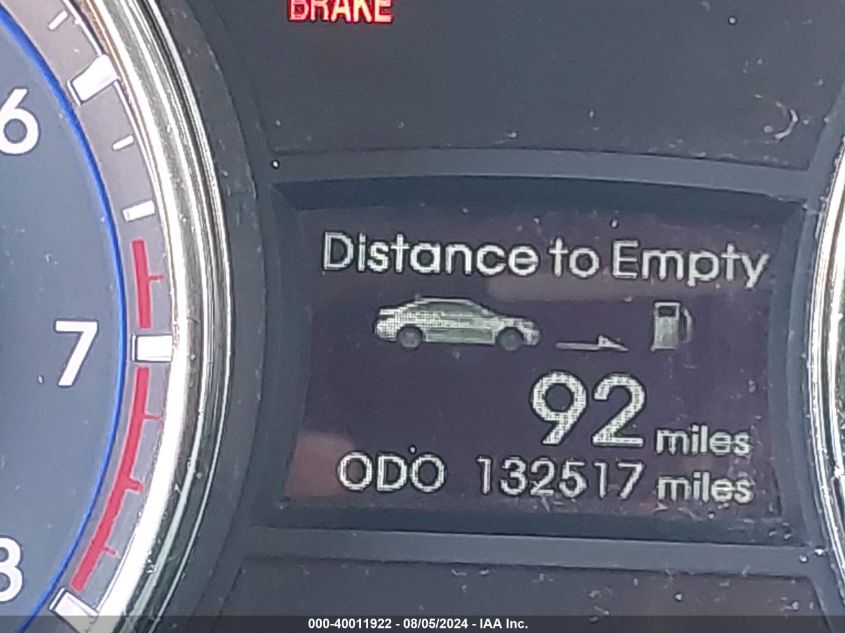 BRAKE
6
7
8
Distance to Empty
92 miles
ODO 132517 miles
000-40011922 - 08/05/2024 - IAA Inc.